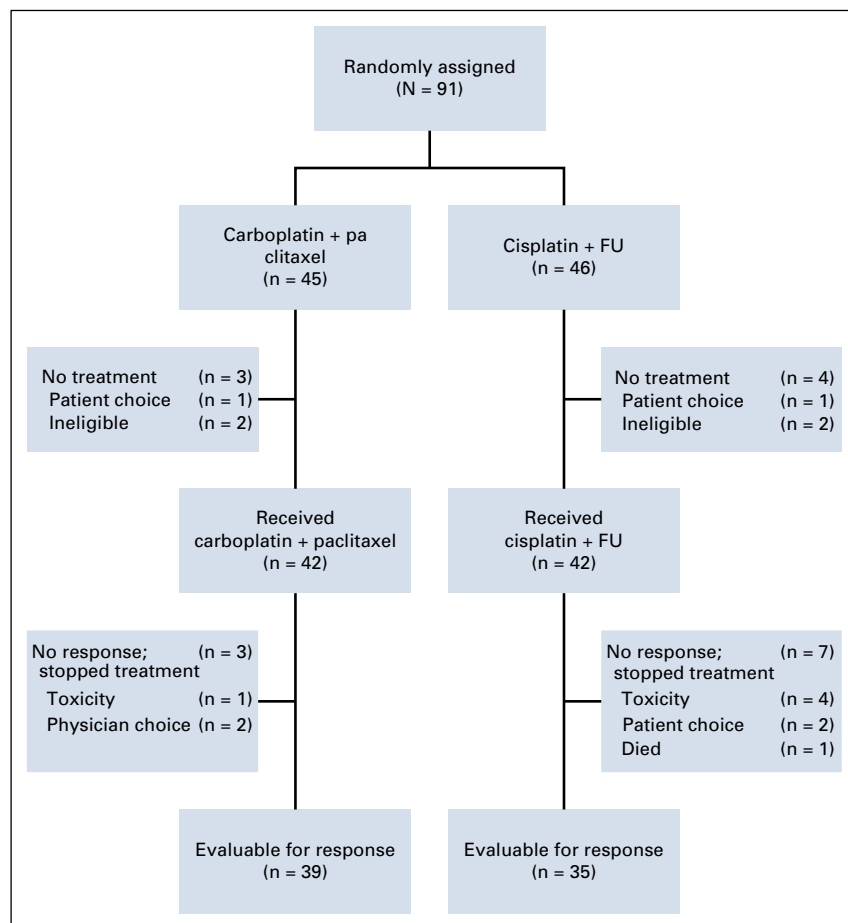 Randomly assigned
(N = 91)
Carboplatin + pa
clitaxel
(n = 45)
Cisplatin + FU
(n = 46)
No treatment (n = 3)
Patient choice (n = 1)
Ineligible (n = 2)
No treatment (n = 4)
Patient choice (n = 1)
Ineligible (n = 2)
Received
carboplatin + paclitaxel
(n = 42)
Received
cisplatin + FU
(n = 42)
No response; (n = 3)
stopped treatment
Toxicity (n = 1)
Physician choice (n = 2)
No response; (n = 7)
stopped treatment
Toxicity (n = 4)
Patient choice (n = 2)
Died (n = 1)
Evaluable for response
(n = 39)
Evaluable for response
(n = 35)